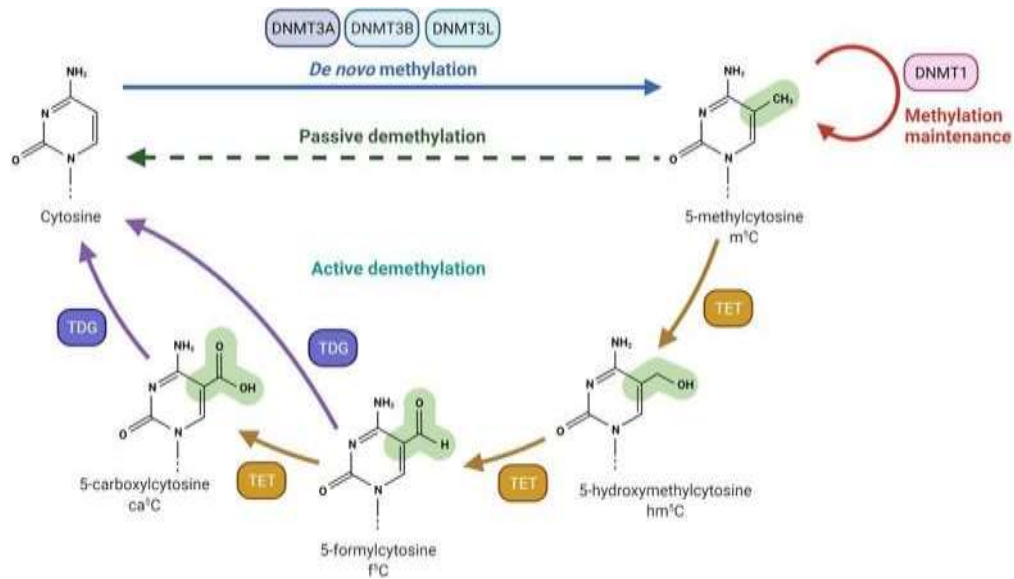 DNMT3A DNMT3B DNMT3L
De novo methylation
NH₂
N
O
N
Cytosine
Passive demethylation
NH₂
CH₃
N
O
N
5-methylcytosine
m⁵C
DNMT1
Methylation
maintenance
Active demethylation
TET
NH₂
OH
N
O
N
5-hydroxymethylcytosine
hm⁵C
TET
NH₂
O
H
N
O
N
5-formylcytosine
f⁵C
TET
TDG
NH₂
O
OH
N
O
N
5-carboxylcytosine
ca⁵C
TDG